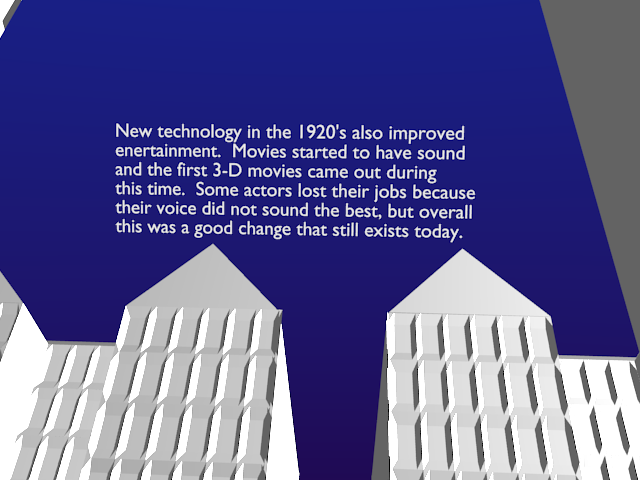 New technology in the 1920's also improved
enertainment.  Movies started to have sound
and the first 3-D movies came out during
this time.  Some actors lost their jobs because
their voice did not sound the best, but overall
this was a good change that still exists today.